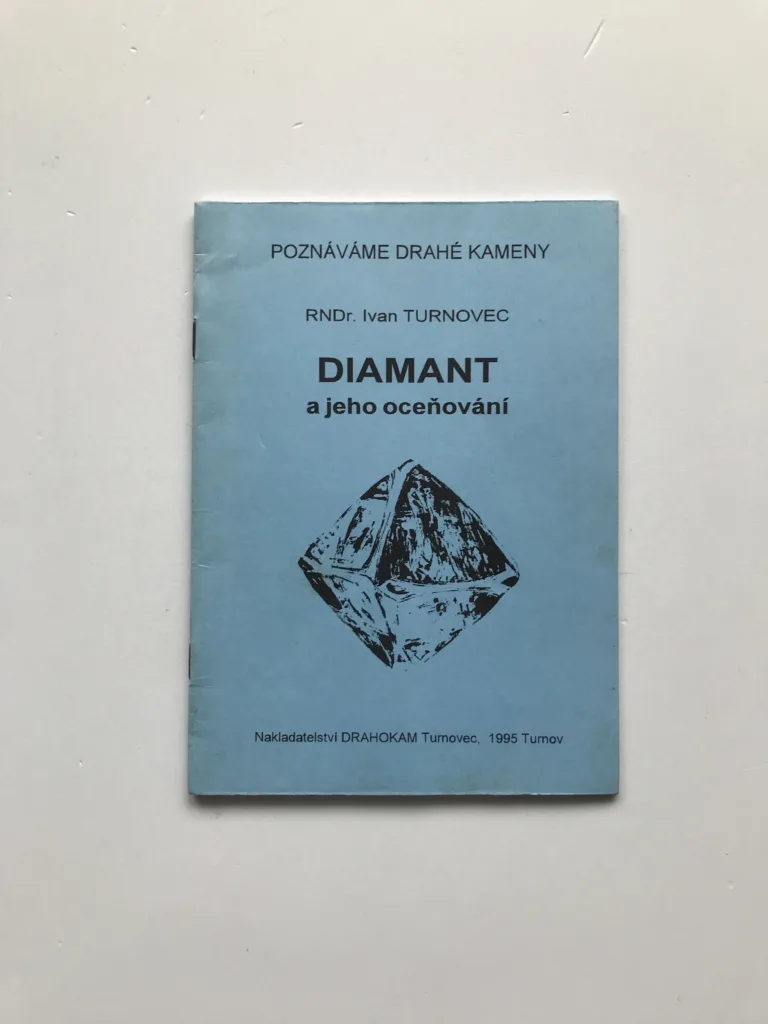 POZNÁVÁME DRAHÉ KAMENY
RNDr. Ivan TURNOVEC
DIAMANT
a jeho oceňování
Nakladatelství DRAHOKAM Turnovec, 1995 Turnov